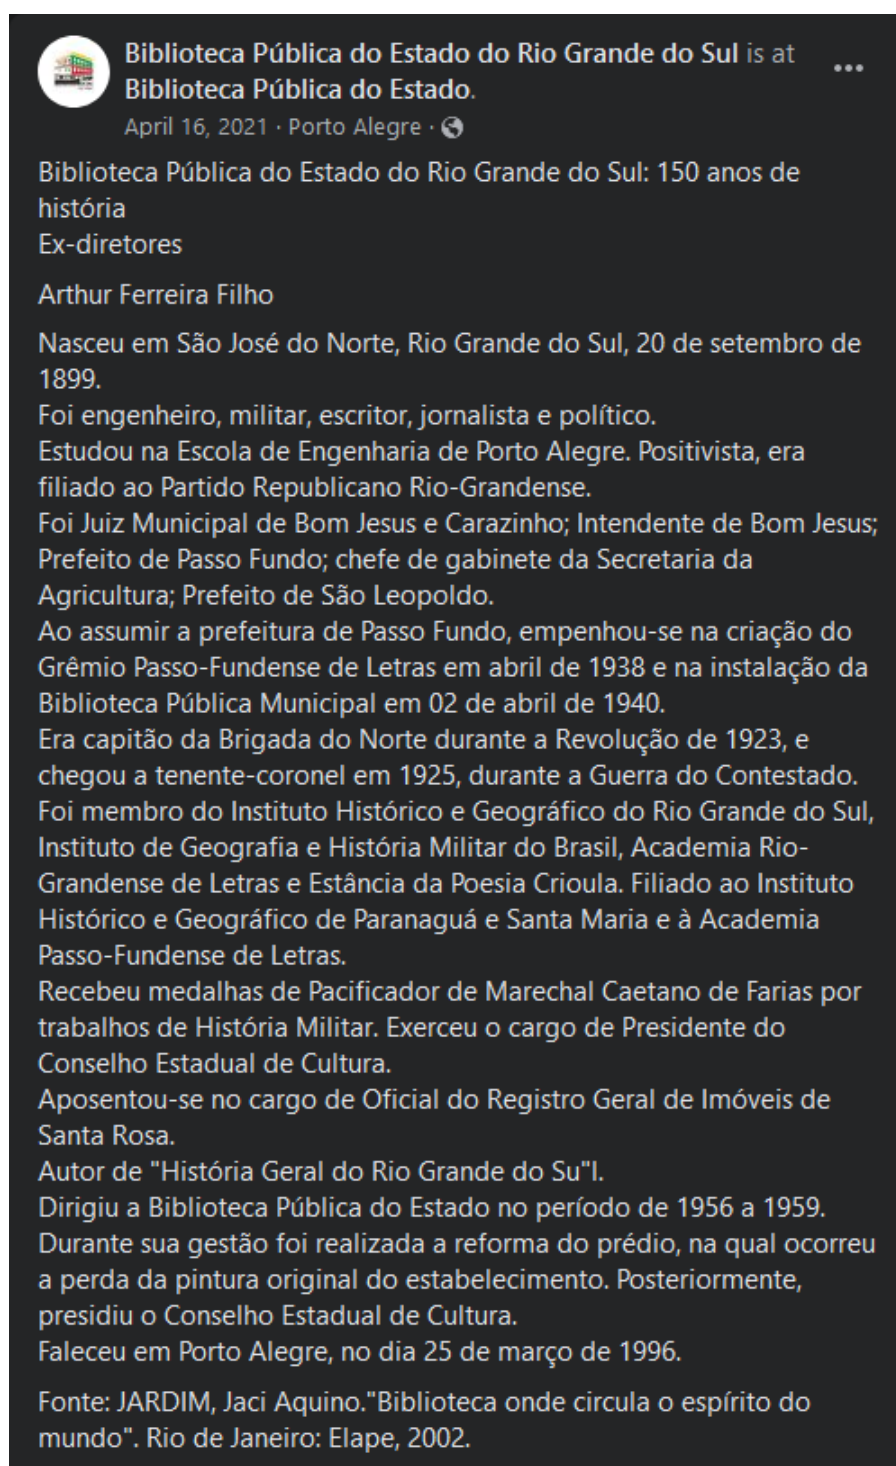 Biblioteca Pública do Estado do Rio Grande do Sul is at
Biblioteca Pública do Estado.
April 16, 2021 · Porto Alegre ·
Biblioteca Pública do Estado do Rio Grande do Sul: 150 anos de
história
Ex-diretores
Arthur Ferreira Filho
Nasceu em São José do Norte, Rio Grande do Sul, 20 de setembro de
1899.
Foi engenheiro, militar, escritor, jornalista e político.
Estudou na Escola de Engenharia de Porto Alegre. Positivista, era
filiado ao Partido Republicano Rio-Grandense.
Foi Juiz Municipal de Bom Jesus e Carazinho; Intendente de Bom Jesus;
Prefeito de Passo Fundo; chefe de gabinete da Secretaria da
Agricultura; Prefeito de São Leopoldo.
Ao assumir a prefeitura de Passo Fundo, empenhou-se na criação do
Grêmio Passo-Fundense de Letras em abril de 1938 e na instalação da
Biblioteca Pública Municipal em 02 de abril de 1940.
Era capitão da Brigada do Norte durante a Revolução de 1923, e
chegou a tenente-coronel em 1925, durante a Guerra do Contestado.
Foi membro do Instituto Histórico e Geográfico do Rio Grande do Sul,
Instituto de Geografia e História Militar do Brasil, Academia Rio-
Grandense de Letras e Estância da Poesia Crioula. Filiado ao Instituto
Histórico e Geográfico de Paranaguá e Santa Maria e à Academia
Passo-Fundense de Letras.
Recebeu medalhas de Pacificador de Marechal Caetano de Farias por
trabalhos de História Militar. Exerceu o cargo de Presidente do
Conselho Estadual de Cultura.
Aposentou-se no cargo de Oficial do Registro Geral de Imóveis de
Santa Rosa.
Autor de "História Geral do Rio Grande do Su"l.
Dirigiu a Biblioteca Pública do Estado no período de 1956 a 1959.
Durante sua gestão foi realizada a reforma do prédio, na qual ocorreu
a perda da pintura original do estabelecimento. Posteriormente,
presidiu o Conselho Estadual de Cultura.
Faleceu em Porto Alegre, no dia 25 de março de 1996.
Fonte: JARDIM, Jaci Aquino."Biblioteca onde circula o espírito do
mundo". Rio de Janeiro: Elape, 2002.